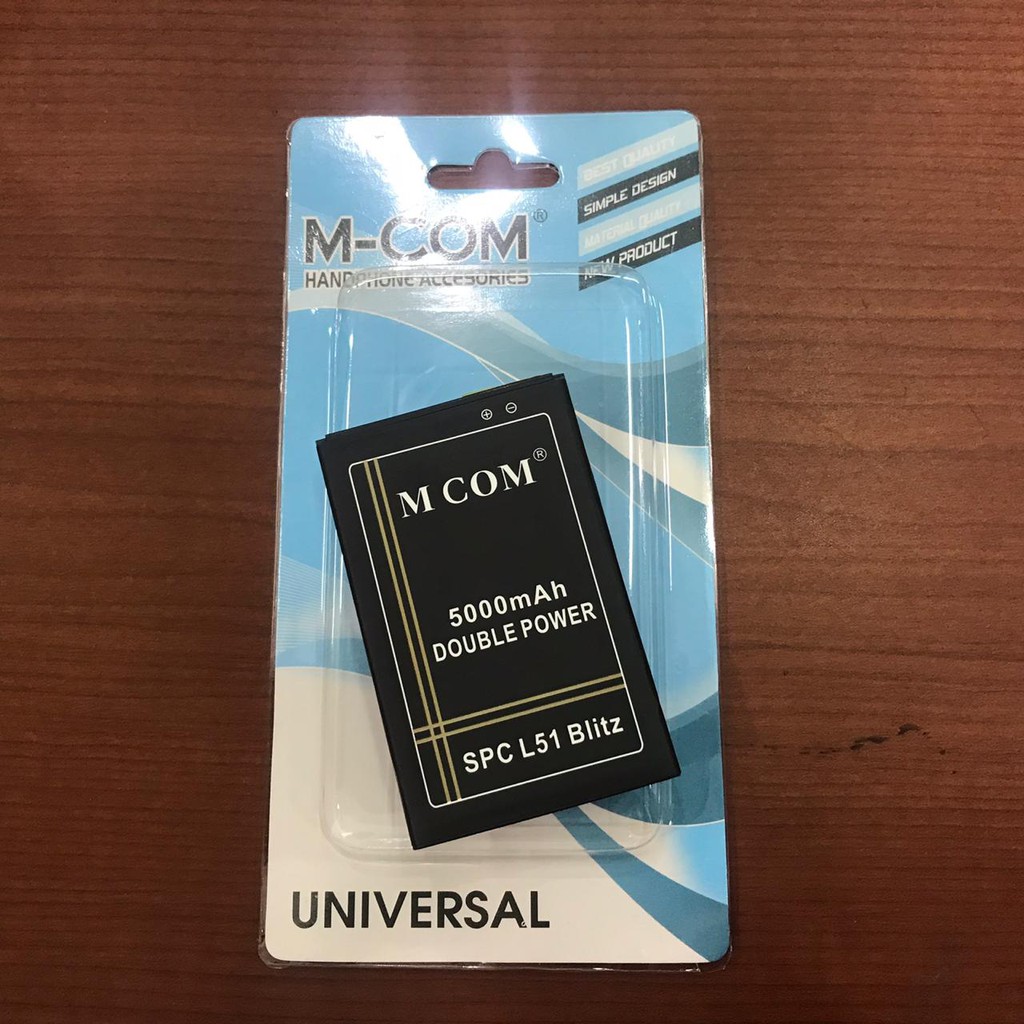 BEST QUALITY
SIMPLE DESIGN
MATERIAL QUALITY
NEW PRODUCT
M-COM®
HANDPHONE ACCESORIES
⊕ ⊖
M COM®
5000mAh
DOUBLE POWER
SPC L51 Blitz
UNIVERSAL